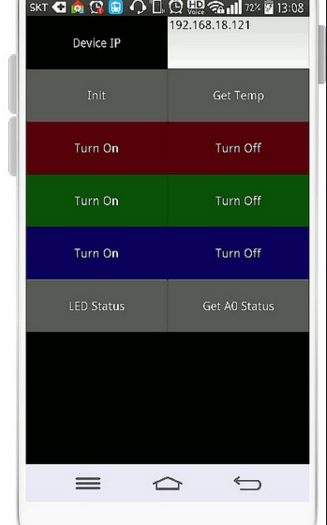 SKT HD Voice 72% 13:08
Device IP 192.168.18.121
Init Get Temp
Turn On Turn Off
Turn On Turn Off
Turn On Turn Off
LED Status Get A0 Status